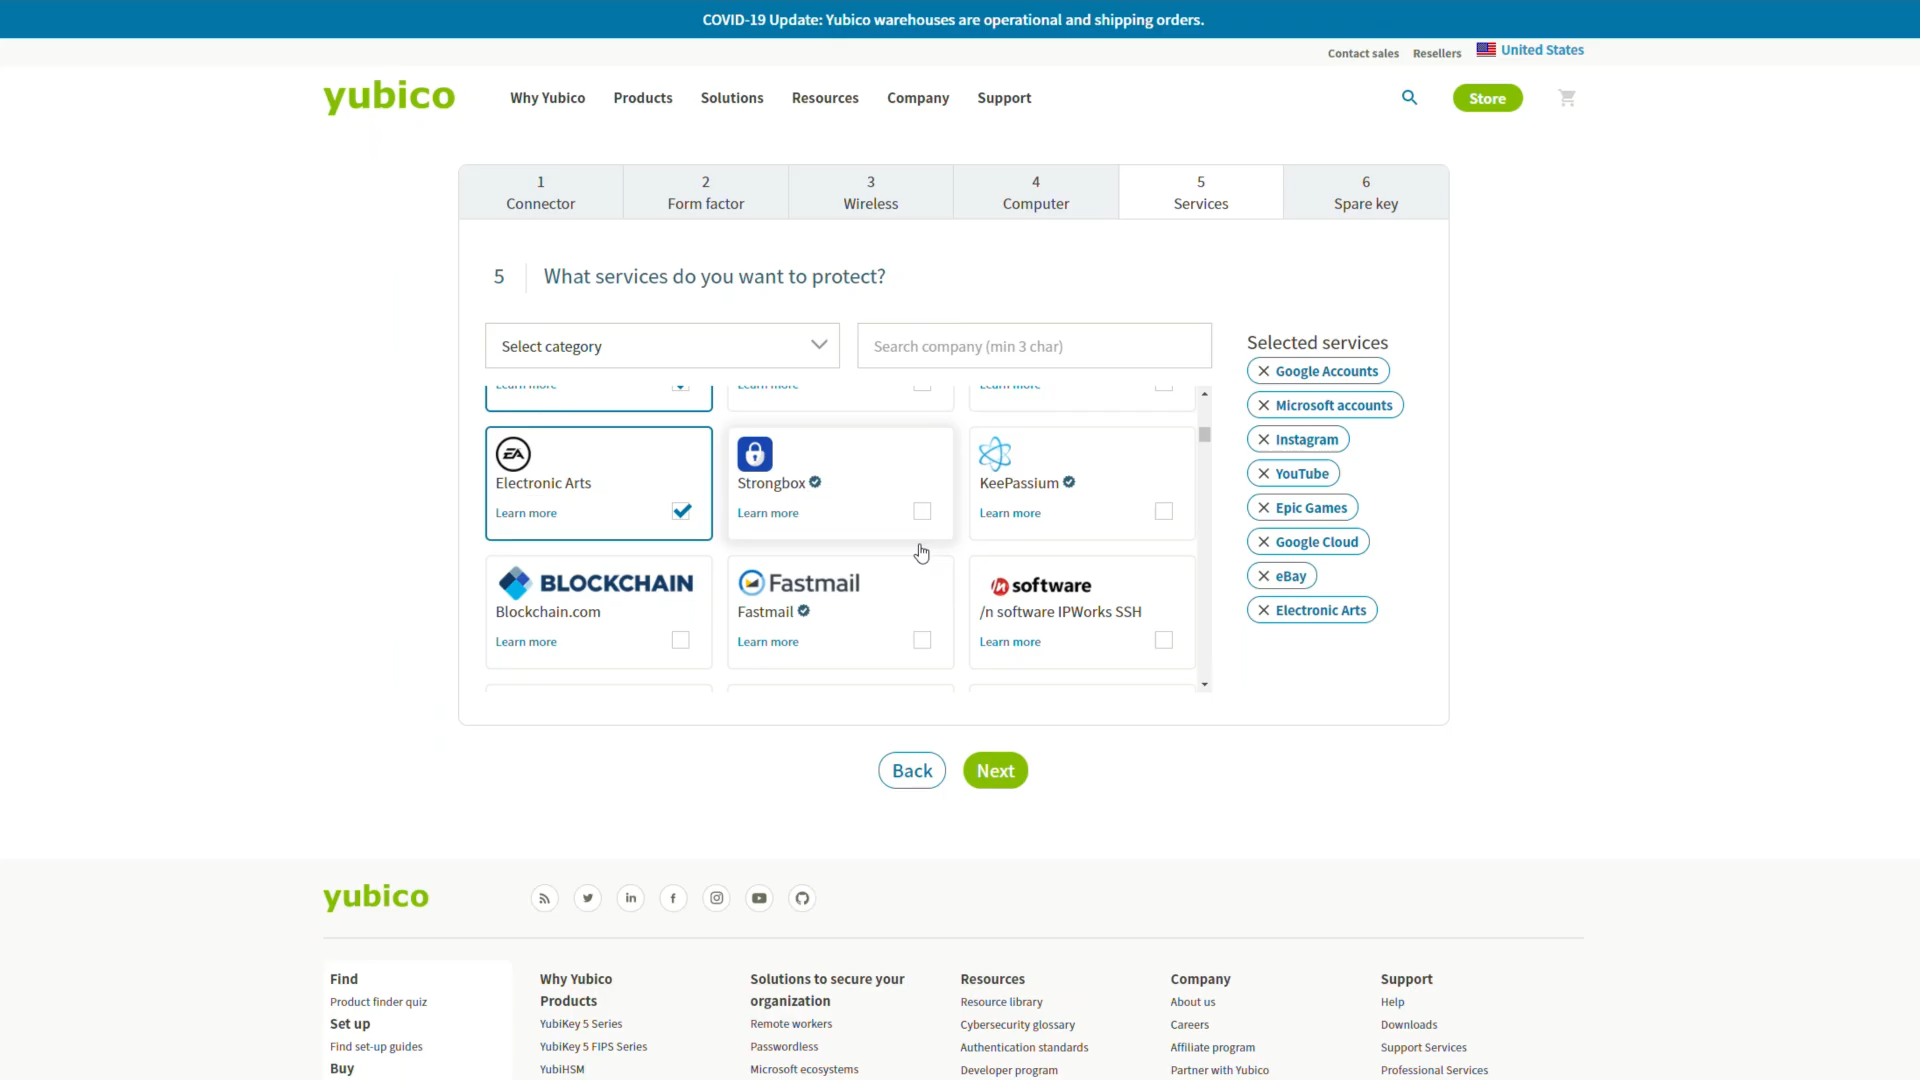 COVID-19 Update: Yubico warehouses are operational and shipping orders.
Contact sales Resellers United States
yubico Why Yubico Products Solutions Resources Company Support Store
1 2 3 4 5 6
Connector Form factor Wireless Computer Services Spare key
5 What services do you want to protect?
Select category Search company (min 3 char)
Selected services
Learn more Learn more Learn more
Google Accounts
Microsoft accounts
Instagram
YouTube
Epic Games
Google Cloud
eBay
Electronic Arts
EA
Electronic Arts Strongbox KeePassium
Learn more Learn more Learn more
BLOCKCHAIN Fastmail /n software
Blockchain.com Fastmail /n software IPWorks SSH
Learn more Learn more Learn more
Back Next
yubico
Find
Product finder quiz
Set up
Find set-up guides
Buy
Why Yubico
Products
YubiKey 5 Series
YubiKey 5 FIPS Series
YubiHSM
Solutions to secure your
organization
Remote workers
Passwordless
Microsoft ecosystems
Resources
Resource library
Cybersecurity glossary
Authentication standards
Developer program
Company
About us
Careers
Affiliate program
Partner with Yubico
Support
Help
Downloads
Support Services
Professional Services